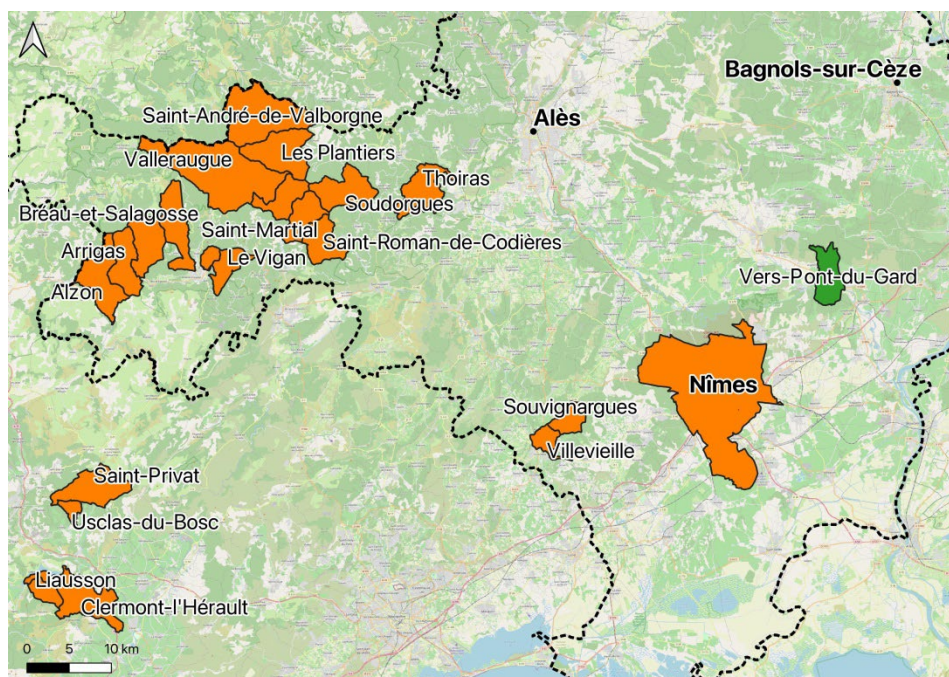 Bagnols-sur-Cèze
Saint-André-de-Valborgne
Alès
Les Plantiers
Valleraugue
Thoiras
Soudorgues
Bréau-et-Salagosse
Saint-Martial
Saint-Roman-de-Codières
Arrigas
Le Vigan
Vers-Pont-du-Gard
Alzon
Nîmes
Souvignargues
Villevieille
Saint-Privat
Usclas-du-Bosc
Liausson
Clermont-l'Hérault
0 5 10 km